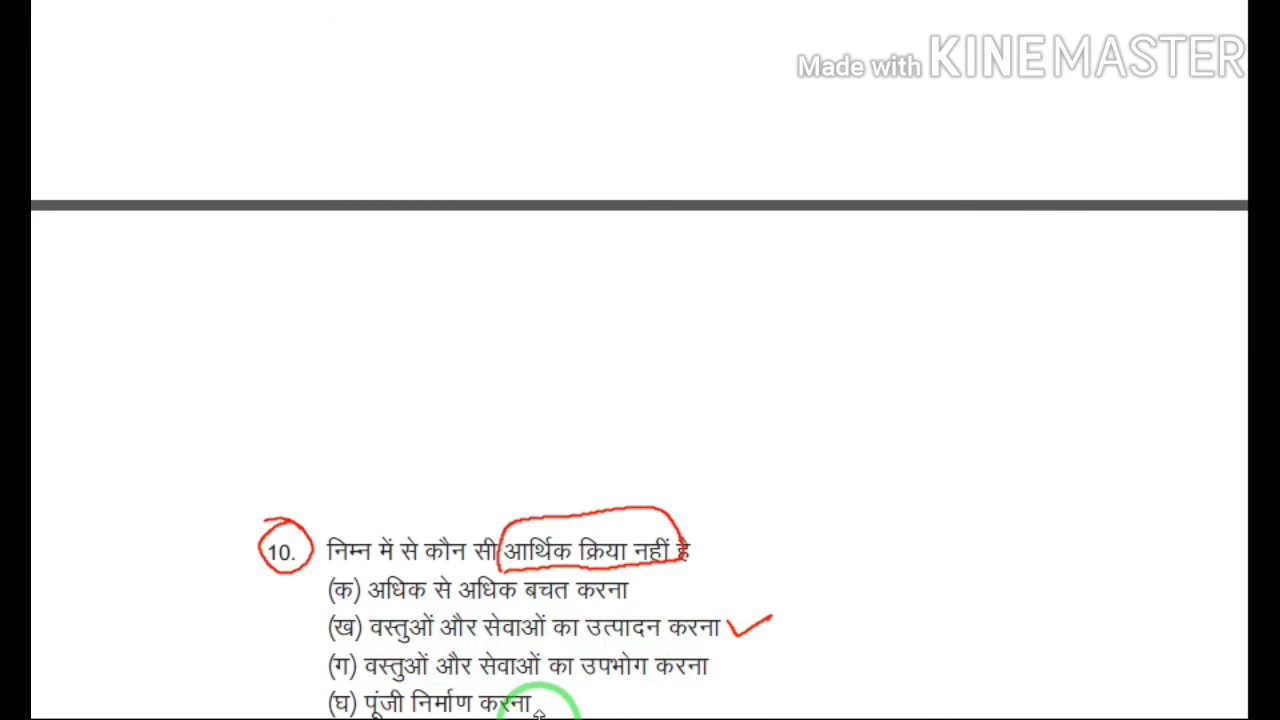 Made with KINEMASTER
10. निम्न में से कौन सी आर्थिक क्रिया नहीं है
(क) अधिक से अधिक बचत करना
(ख) वस्तुओं और सेवाओं का उत्पादन करना
(ग) वस्तुओं और सेवाओं का उपभोग करना
(घ) पूंजी निर्माण करना